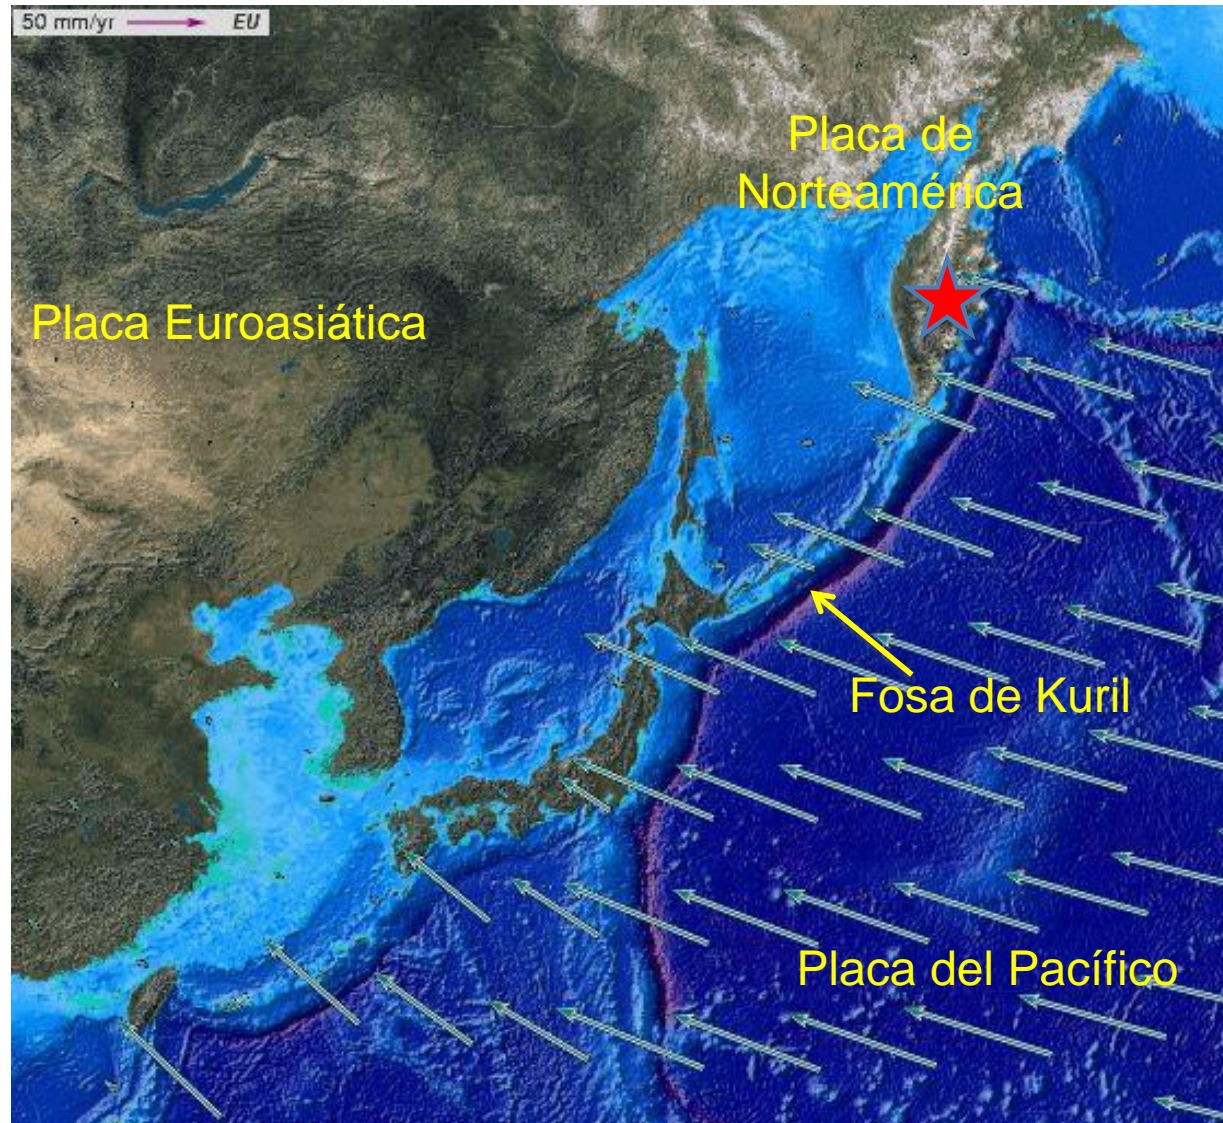 50 mm/yr EU
Placa de
Norteamérica
Placa Euroasiática
Fosa de Kuril
Placa del Pacífico